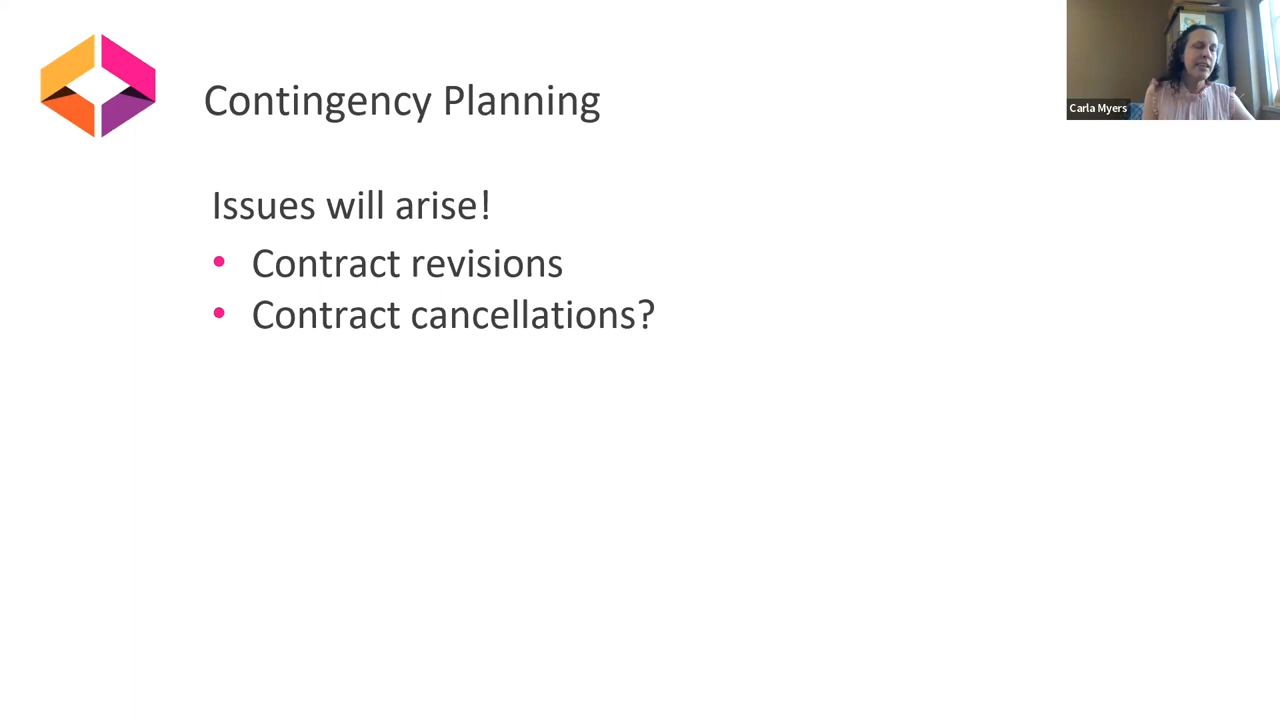 Contingency Planning
Carla Myers
Issues will arise!
• Contract revisions
• Contract cancellations?